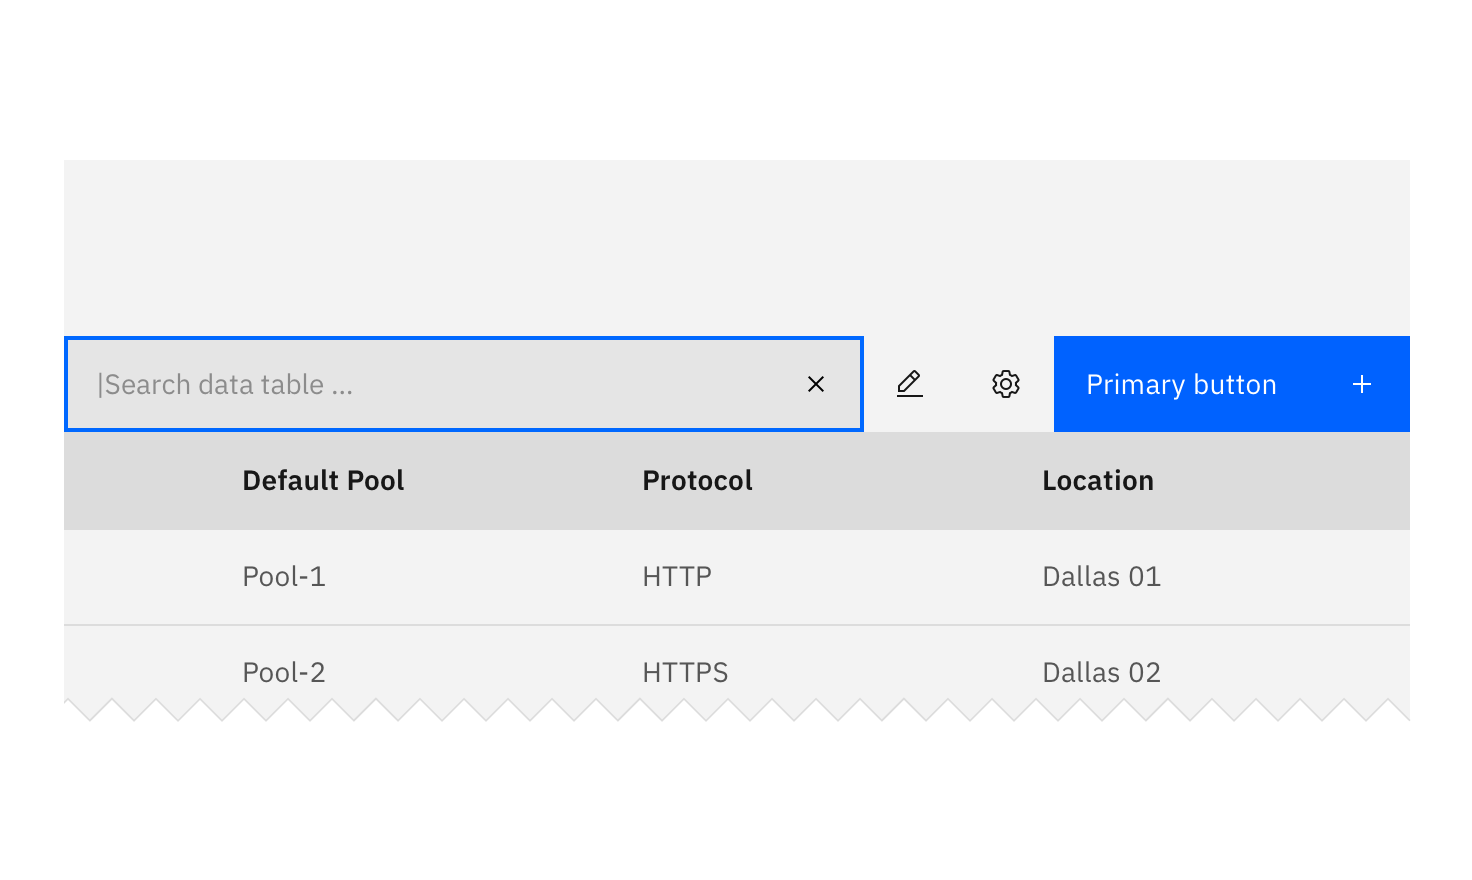 Search data table ...
Primary button
Default Pool Protocol Location
Pool-1 HTTP Dallas 01
Pool-2 HTTPS Dallas 02